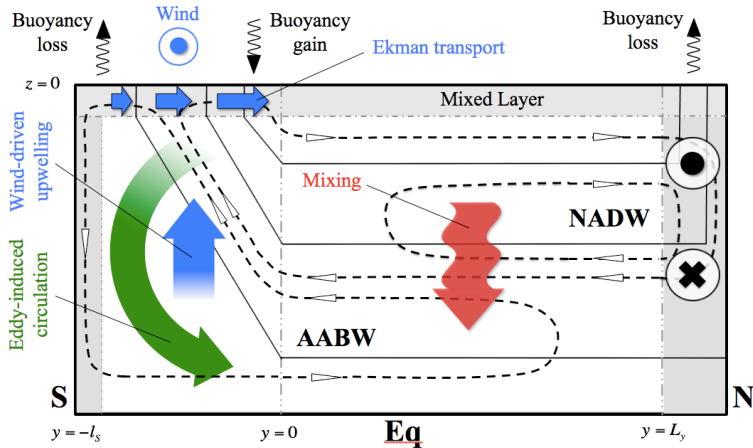 Wind
Buoyancy
loss
Buoyancy
gain
Buoyancy
loss
Ekman transport
z=0
Mixed Layer
Wind-driven
upwelling
Mixing
NADW
Eddy-induced
circulation
AABW
S
N
y = −l_S
y = 0
Eq
y = L_y